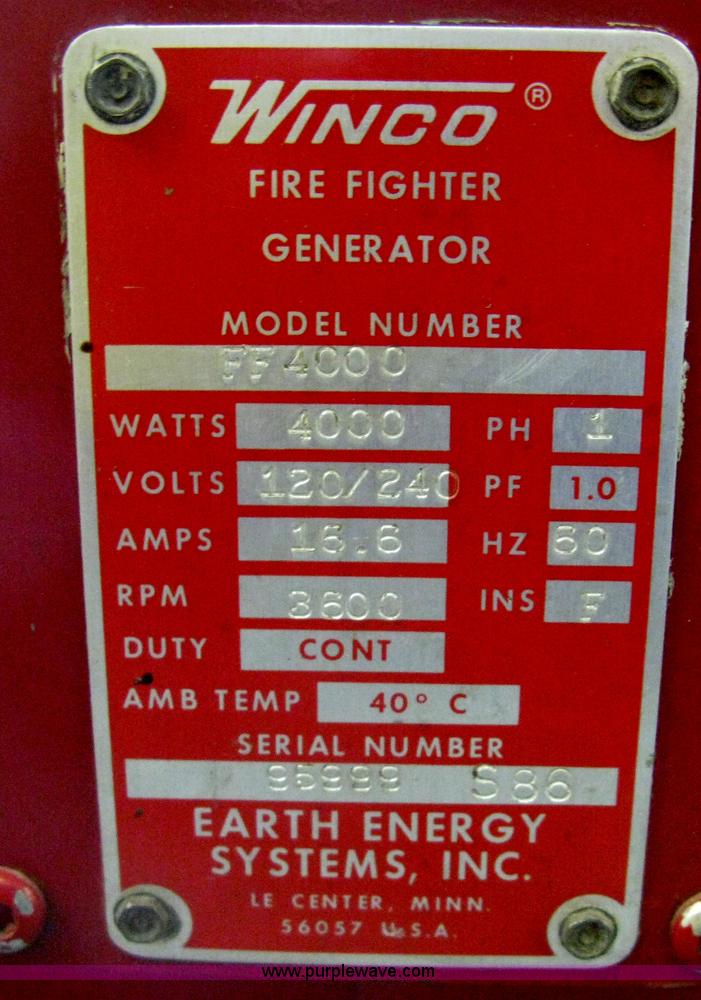 WINCO ®
FIRE FIGHTER
GENERATOR
MODEL NUMBER
FF4000
WATTS 4000 PH 1
VOLTS 120/240 PF 1.0
AMPS 16.6 HZ 60
RPM 3600 INS F
DUTY CONT
AMB TEMP 40° C
SERIAL NUMBER
95999 S86
EARTH ENERGY
SYSTEMS, INC.
LE CENTER, MINN.
56057 U.S.A.
www.purplewave.com